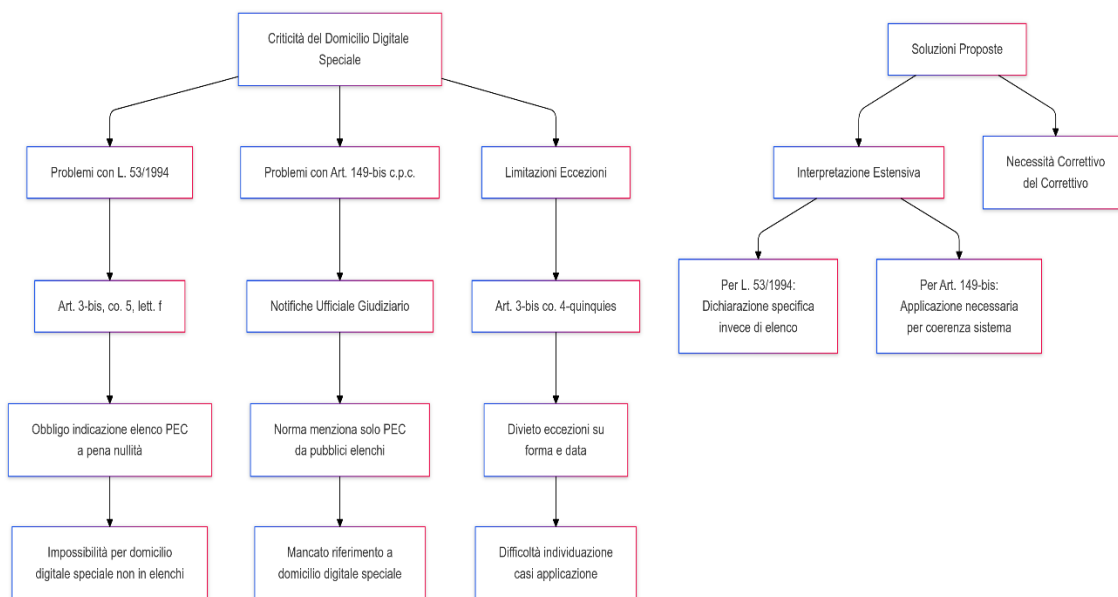 Criticità del Domicilio Digitale
Speciale
Problemi con L. 53/1994
Problemi con Art. 149-bis c.p.c.
Limitazioni Eccezioni
Art. 3-bis, co. 5, lett. f
Notifiche Ufficiale Giudiziario
Art. 3-bis co. 4-quinquies
Obbligo indicazione elenco PEC
a pena nullità
Norma menziona solo PEC
da pubblici elenchi
Divieto eccezioni su
forma e data
Impossibilità per domicilio
digitale speciale non in elenchi
Mancato riferimento a
domicilio digitale speciale
Difficoltà individuazione
casi applicazione
Soluzioni Proposte
Interpretazione Estensiva
Necessità Correttivo
del Correttivo
Per L. 53/1994:
Dichiarazione specifica
invece di elenco
Per Art. 149-bis:
Applicazione necessaria
per coerenza sistema